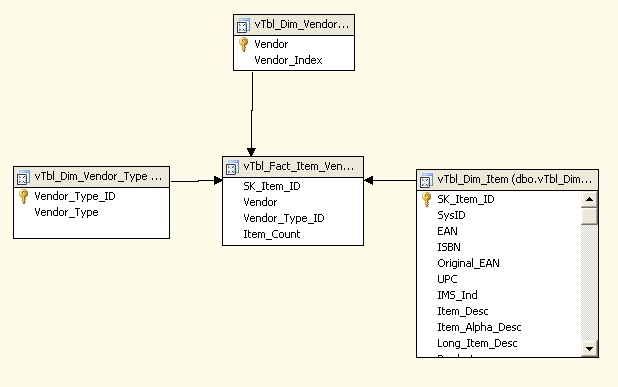 vTbl_Dim_Vendor...
Vendor
Vendor_Index
vTbl_Dim_Vendor_Type ...
Vendor_Type_ID
Vendor_Type
vTbl_Fact_Item_Ven...
SK_Item_ID
Vendor
Vendor_Type_ID
Item_Count
vTbl_Dim_Item (dbo.vTbl_Dim...
SK_Item_ID
SysID
EAN
ISBN
Original_EAN
UPC
IMS_Ind
Item_Desc
Item_Alpha_Desc
Long_Item_Desc